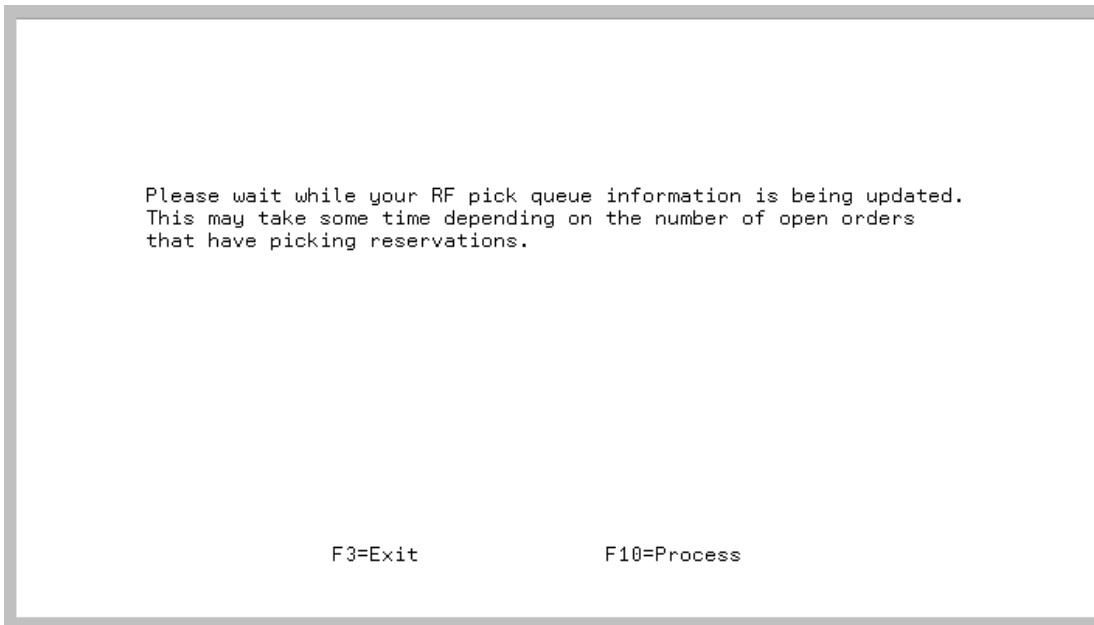 Please wait while your RF pick queue information is being updated.
This may take some time depending on the number of open orders
that have picking reservations.
F3=Exit F10=Process